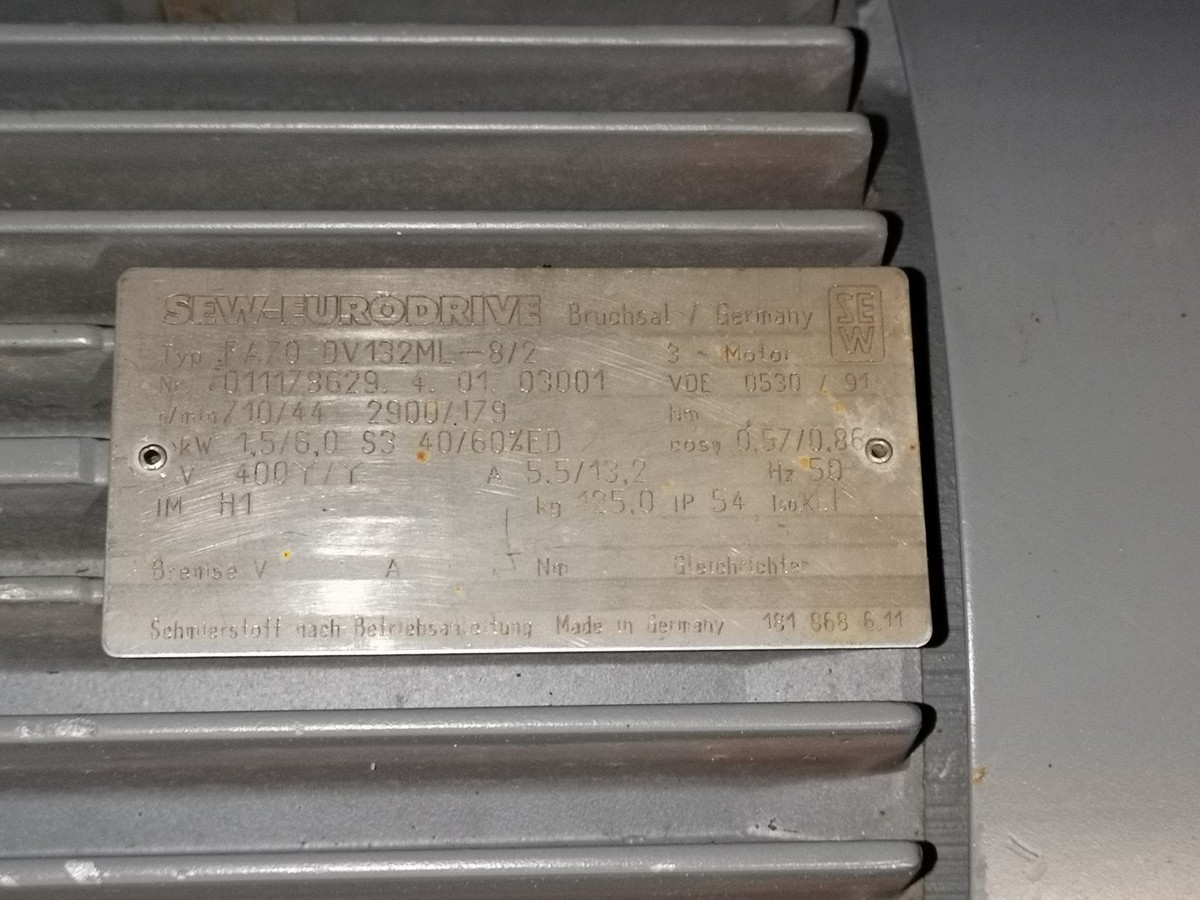 SEW-EURODRIVE Bruchsal / Germany SEW
Typ FA70 DV132ML-8/2 3 ~ Motor
Nr. 011178629. 4. 01. 03001 VDE 0530 / 91
r/min 710/44 2900/179 Nm
kW 1,5/6,0 S3 40/60%ED cosφ 0,57/0,86
V 400Y/Y A 5,5/13,2 Hz 50
IM H1 kg 125,0 IP 54 Iso.Kl.F
Bremse V A Nm Gleichrichter
Schmierstoff nach Betriebsanleitung Made in Germany 181 868 6.11